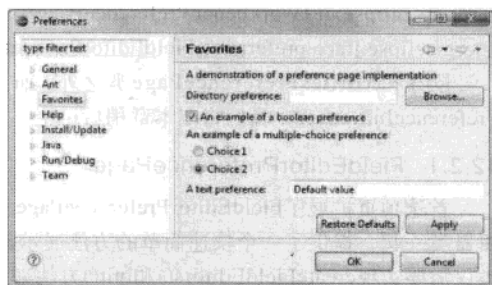 Preferences
type filter text
General
Ant
Favorites
Help
Install/Update
Java
Run/Debug
Team
Favorites
A demonstration of a preference page implementation
Directory preference:
Browse...
An example of a boolean preference
An example of a multiple-choice preference
Choice 1
Choice 2
A text preference: Default value
Restore Defaults
Apply
OK
Cancel